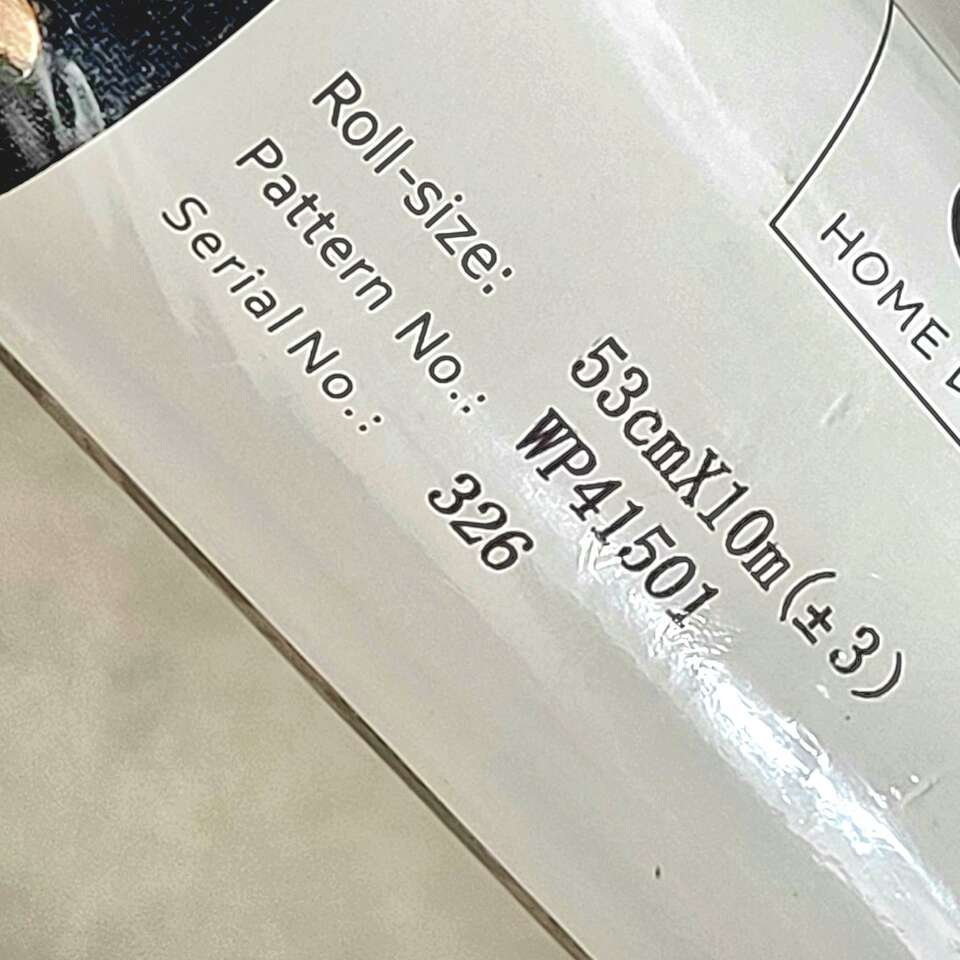 Roll-size: 53cmX10m(±3)
Pattern No.: WP41501
Serial No.: 326
HOME